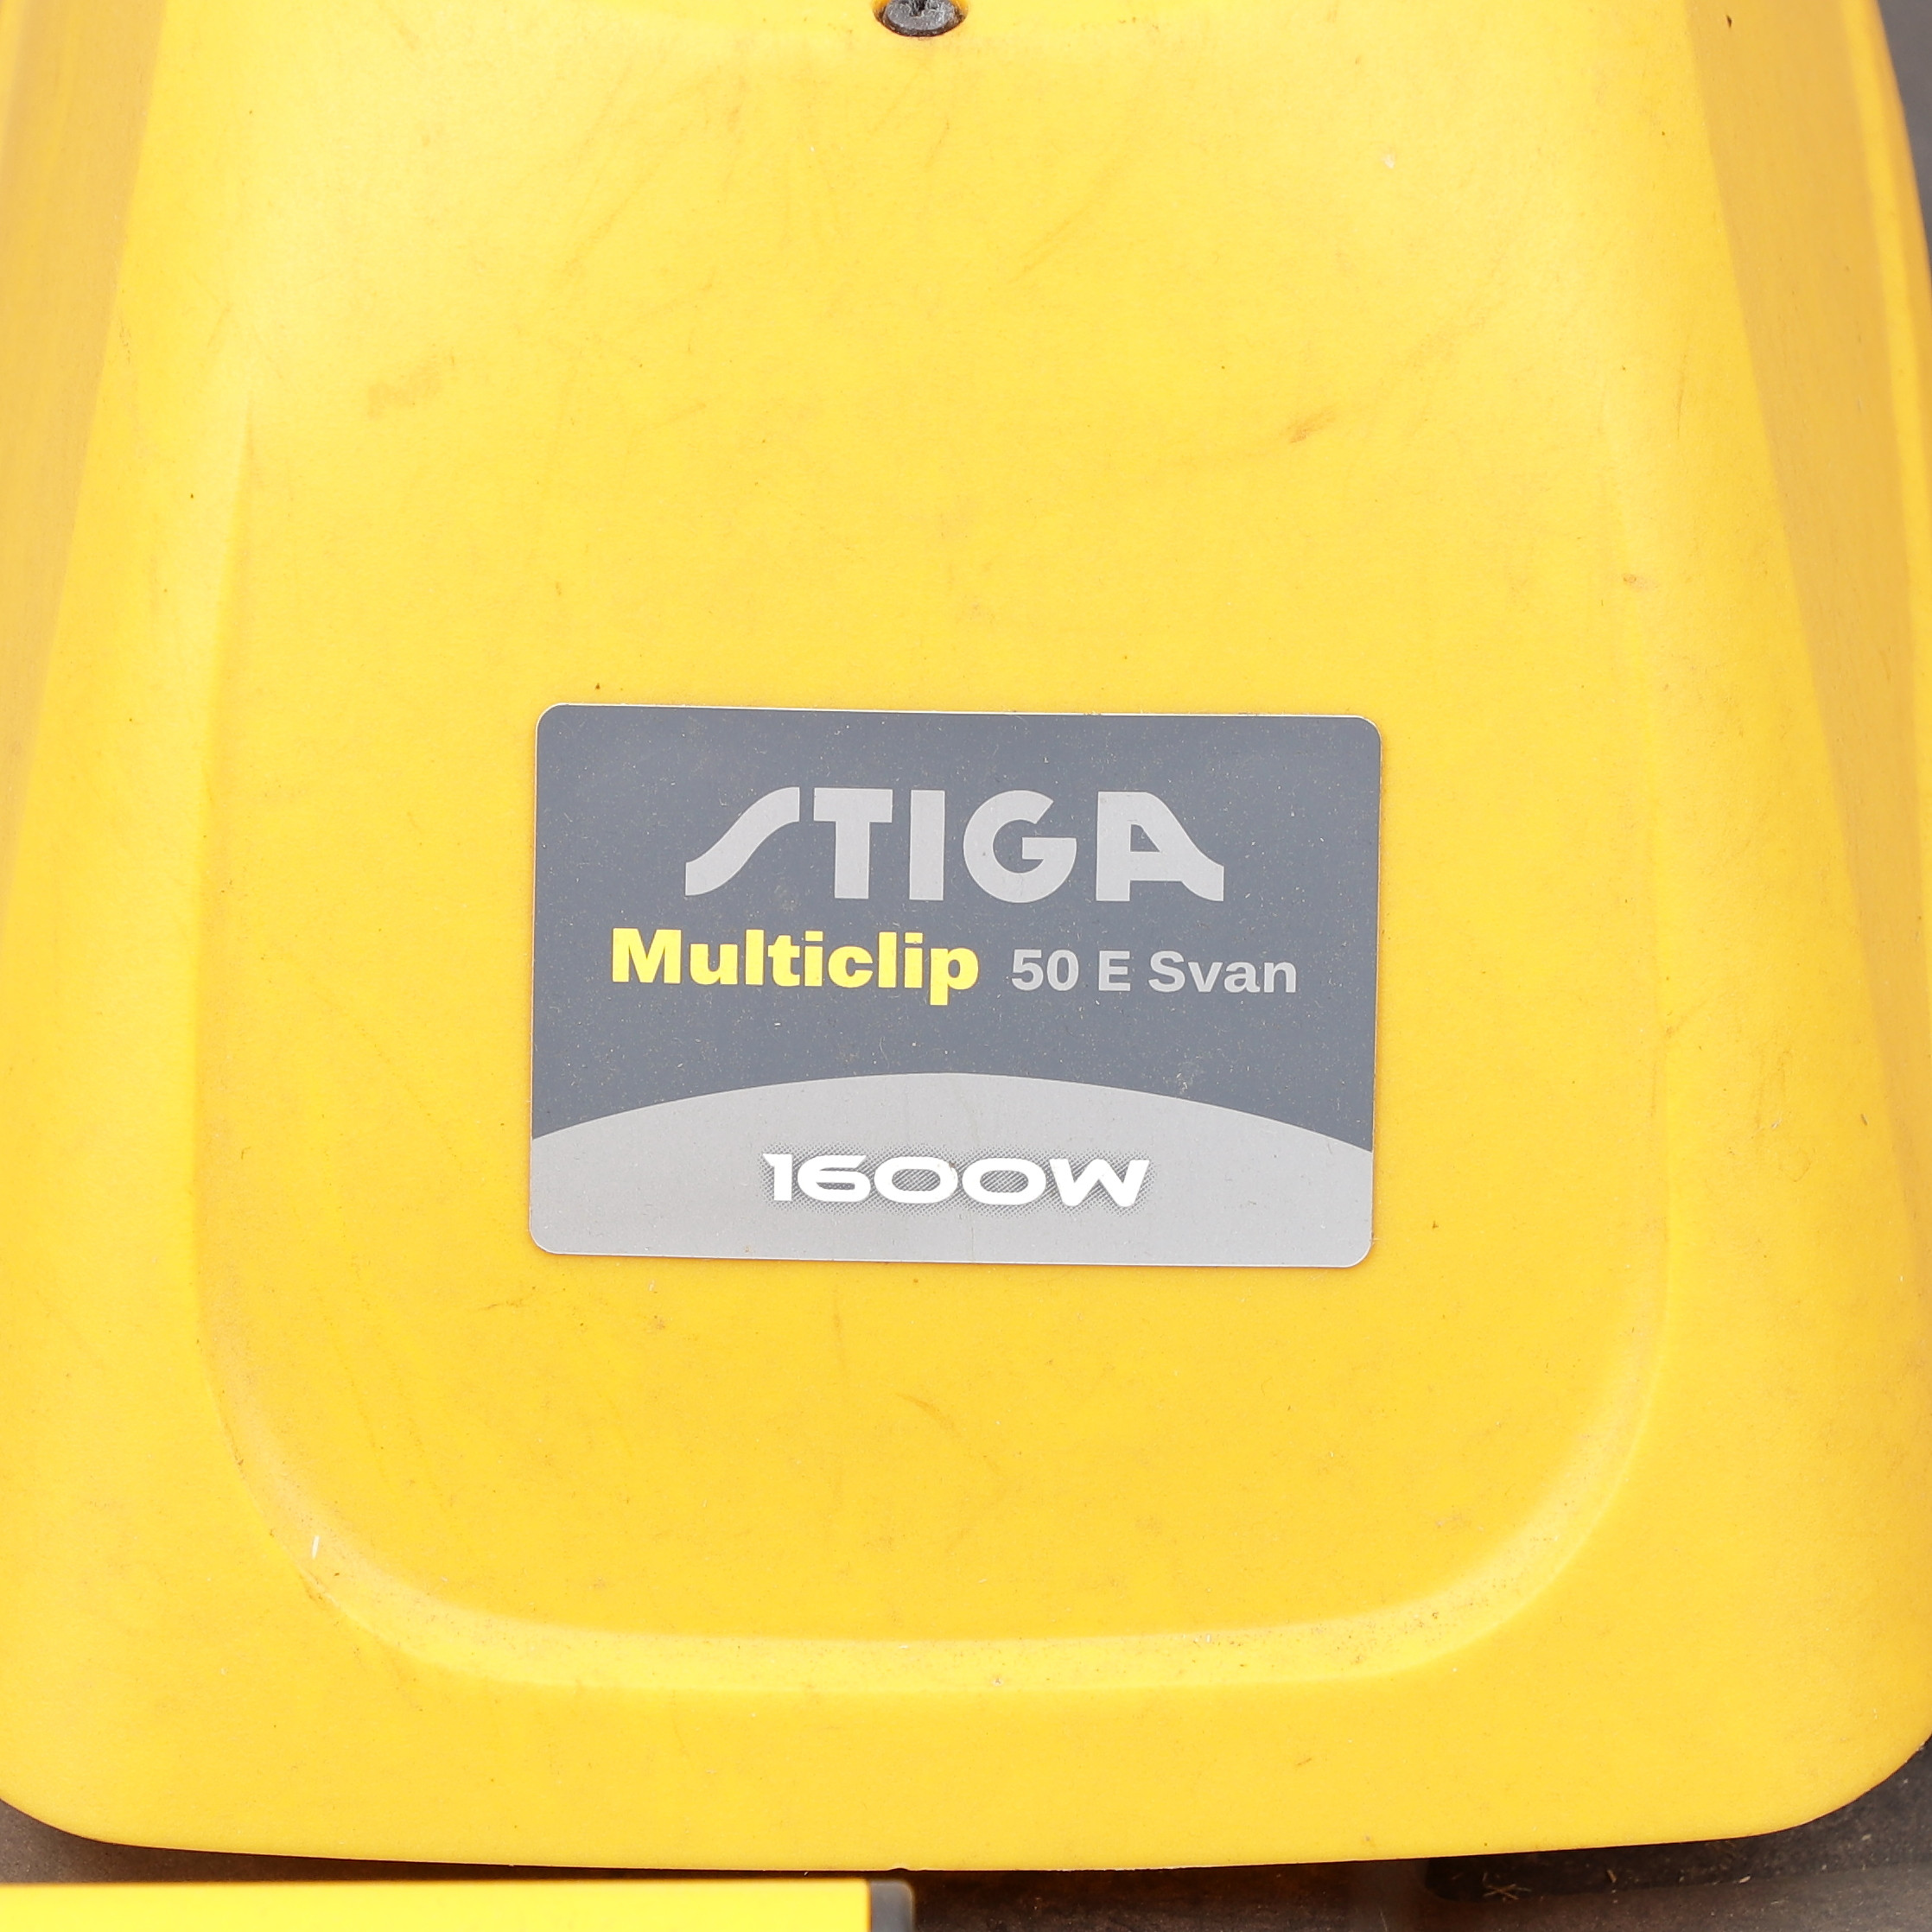 STIGA
Multiclip 50 E Svan
1600W